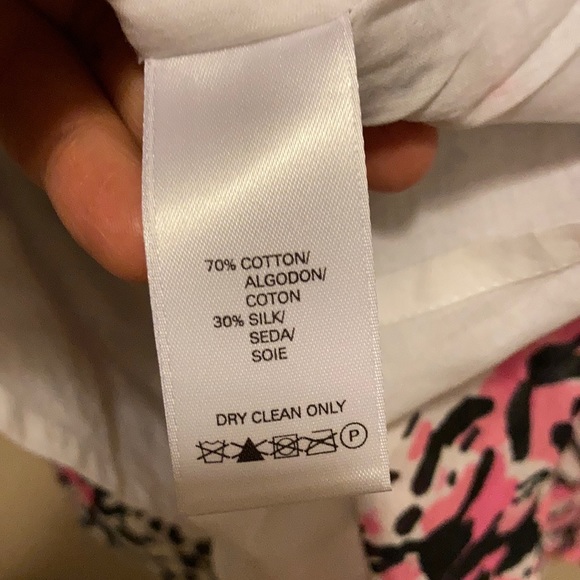 70% COTTON/
ALGODON/
COTON
30% SILK/
SEDA/
SOIE
DRY CLEAN ONLY
P